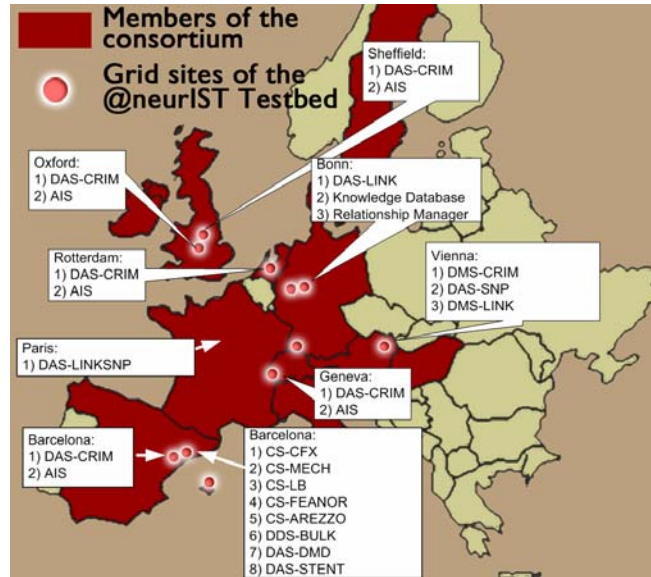 Members of the
consortium
Grid sites of the
@neurIST Testbed
Sheffield:
1) DAS-CRIM
2) AIS
Oxford:
1) DAS-CRIM
2) AIS
Bonn:
1) DAS-LINK
2) Knowledge Database
3) Relationship Manager
Rotterdam:
1) DAS-CRIM
2) AIS
Vienna:
1) DMS-CRIM
2) DAS-SNP
3) DMS-LINK
Paris:
1) DAS-LINKSNP
Geneva:
1) DAS-CRIM
2) AIS
Barcelona:
1) DAS-CRIM
2) AIS
Barcelona:
1) CS-CFX
2) CS-MECH
3) CS-LB
4) CS-FEANOR
5) CS-AREZZO
6) DDS-BULK
7) DAS-DMD
8) DAS-STENT